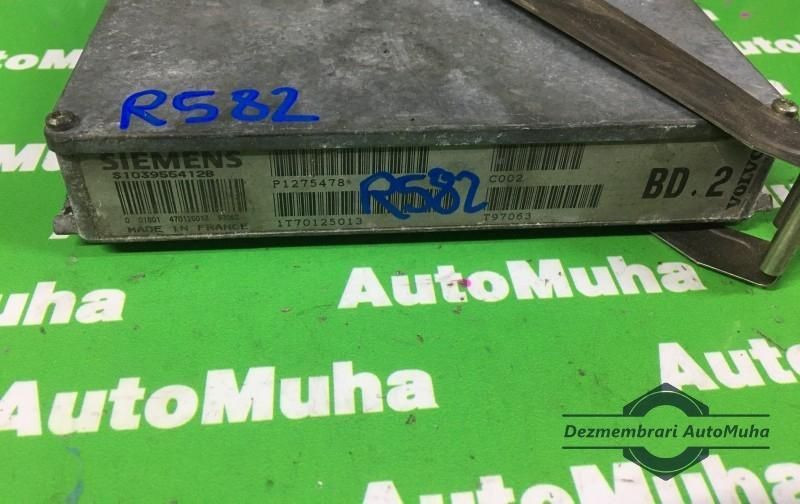 R582
SIEMENS
S103955412B
P1275478*
C002
BD.2
VOLVO
R582
1T70125013
T97063
MADE IN FRANCE
AutoMuha
AutoMuha
AutoMuha
AutoMuha
AutoMuha
Dezmembrari AutoMuha